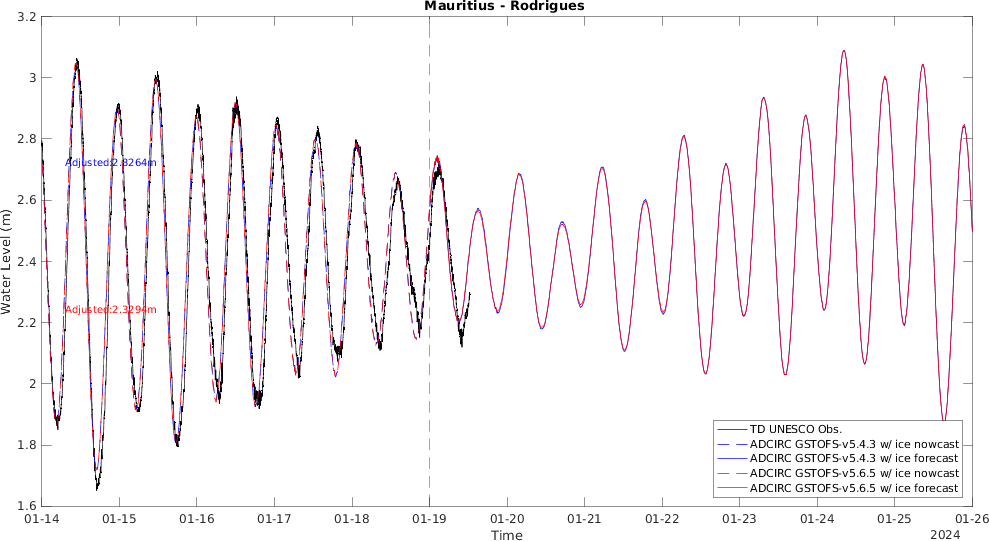 Mauritius - Rodrigues
Water Level (m)
3.2
3
2.8
2.6
2.4
2.2
2
1.8
1.6
Adjusted:2.8264m
Adjusted:2.3294m
TD UNESCO Obs.
ADCIRC GSTOFS-v5.4.3 w/ ice nowcast
ADCIRC GSTOFS-v5.4.3 w/ ice forecast
ADCIRC GSTOFS-v5.6.5 w/ ice nowcast
ADCIRC GSTOFS-v5.6.5 w/ ice forecast
01-14 01-15 01-16 01-17 01-18 01-19 01-20 01-21 01-22 01-23 01-24 01-25 01-26
Time
2024